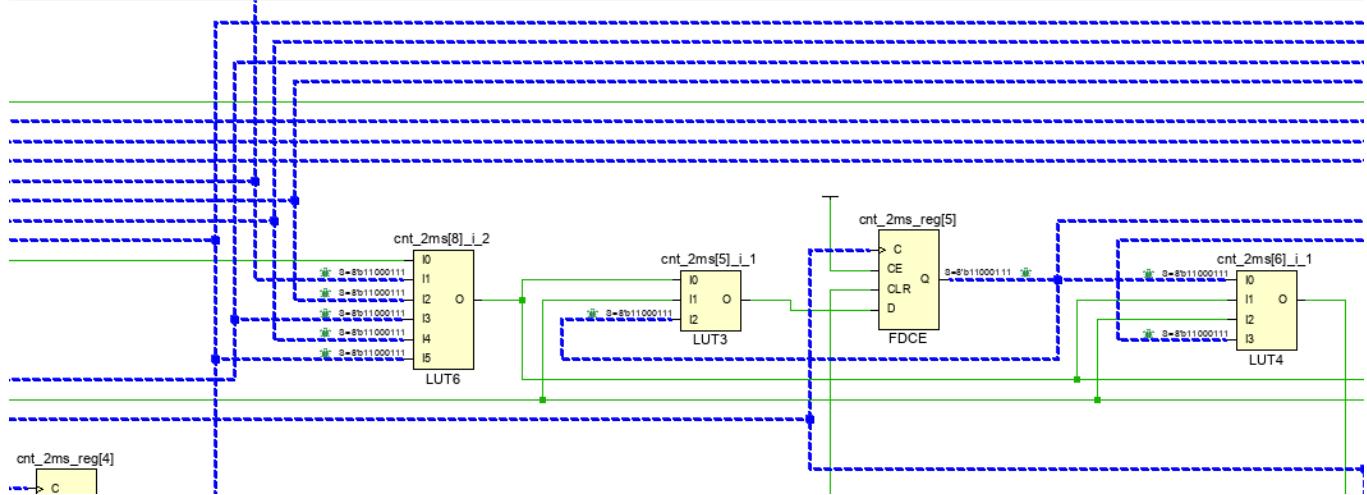 cnt_2ms_reg[5]
cnt_2ms[8]_i_2
C
I0
cnt_2ms[5]_i_1
CE
Q
S=8'b11000111
cnt_2ms[6]_i_1
S=8'b11000111
I1
I0
CLR
S=8'b11000111
I0
S=8'b11000111
I2
O
I1
O
D
I1
O
S=8'b11000111
I3
S=8'b11000111
I2
FDCE
I2
S=8'b11000111
I4
LUT3
S=8'b11000111
I3
S=8'b11000111
I5
LUT4
LUT6
cnt_2ms_reg[4]
C